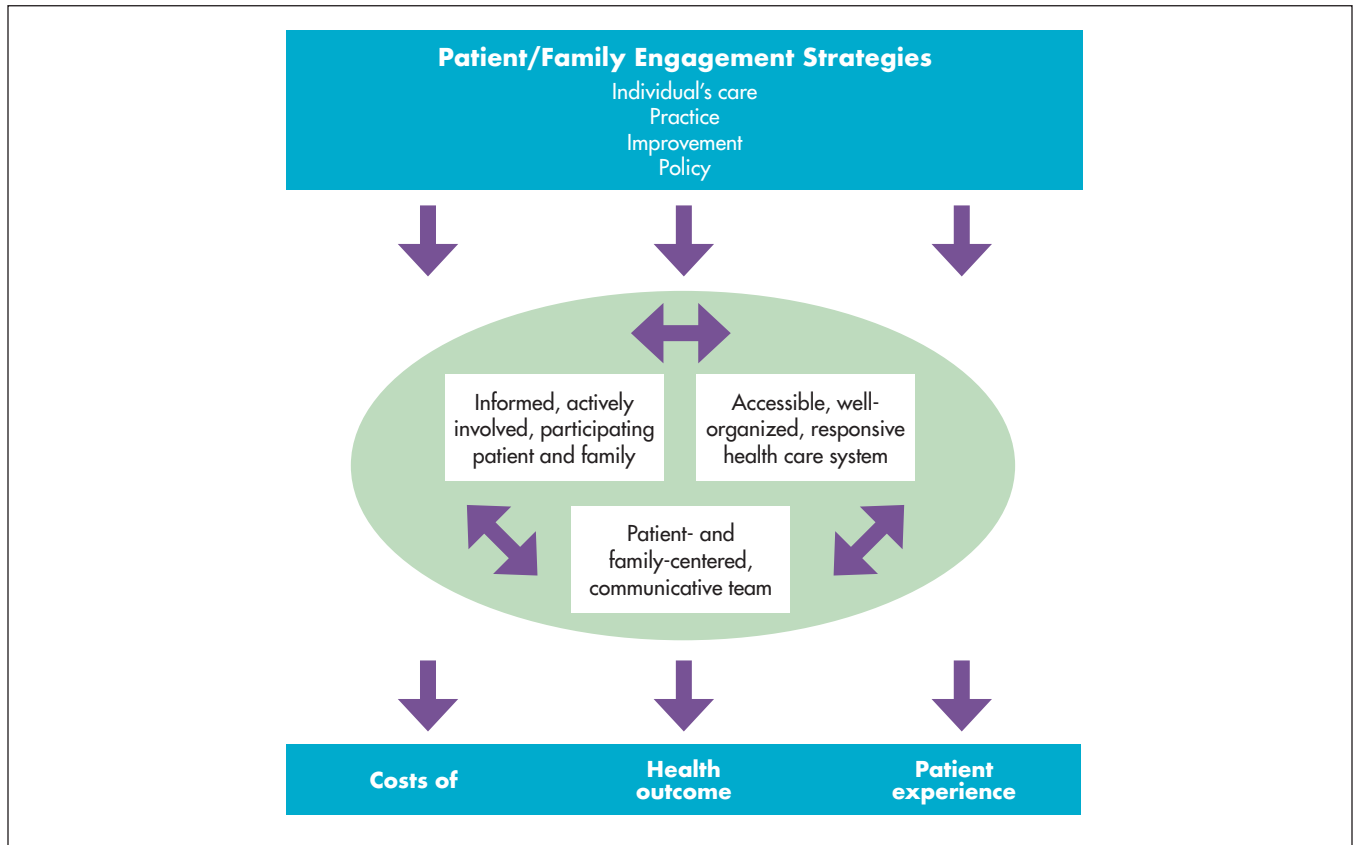 Patient/Family Engagement Strategies
Individual's care
Practice
Improvement
Policy
Informed, actively
involved, participating
patient and family
Accessible, well-
organized, responsive
health care system
Patient- and
family-centered,
communicative team
Costs of
Health
outcome
Patient
experience